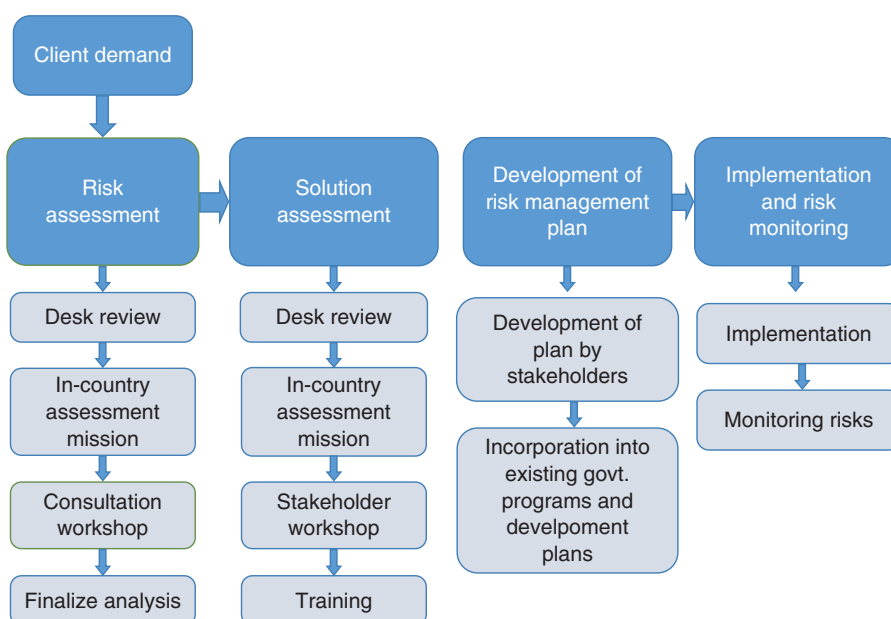 Client demand
Risk
assessment
Solution
assessment
Development of
risk management
plan
Implementation
and risk
monitoring
Desk review
In-country
assessment
mission
Consultation
workshop
Finalize analysis
Desk review
In-country
assessment
mission
Stakeholder
workshop
Training
Development of
plan by
stakeholders
Incorporation into
existing govt.
programs and
develpoment
plans
Implementation
Monitoring risks